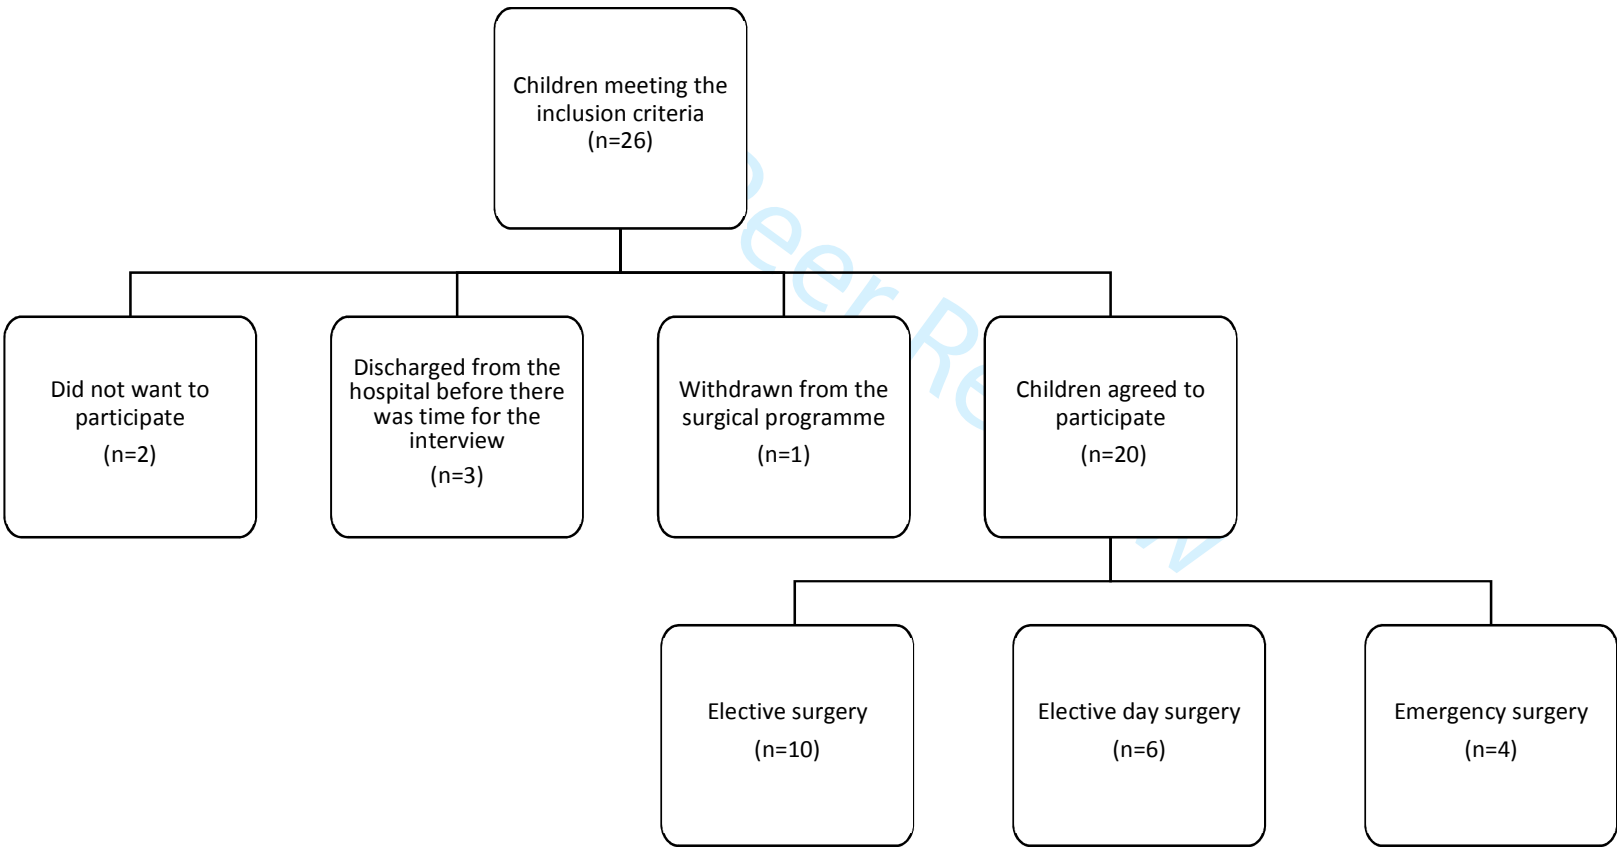 Children meeting the
inclusion criteria
(n=26)
Did not want to
participate
(n=2)
Discharged from the
hospital before there
was time for the
interview
(n=3)
Withdrawn from the
surgical programme
(n=1)
Children agreed to
participate
(n=20)
Elective surgery
(n=10)
Elective day surgery
(n=6)
Emergency surgery
(n=4)